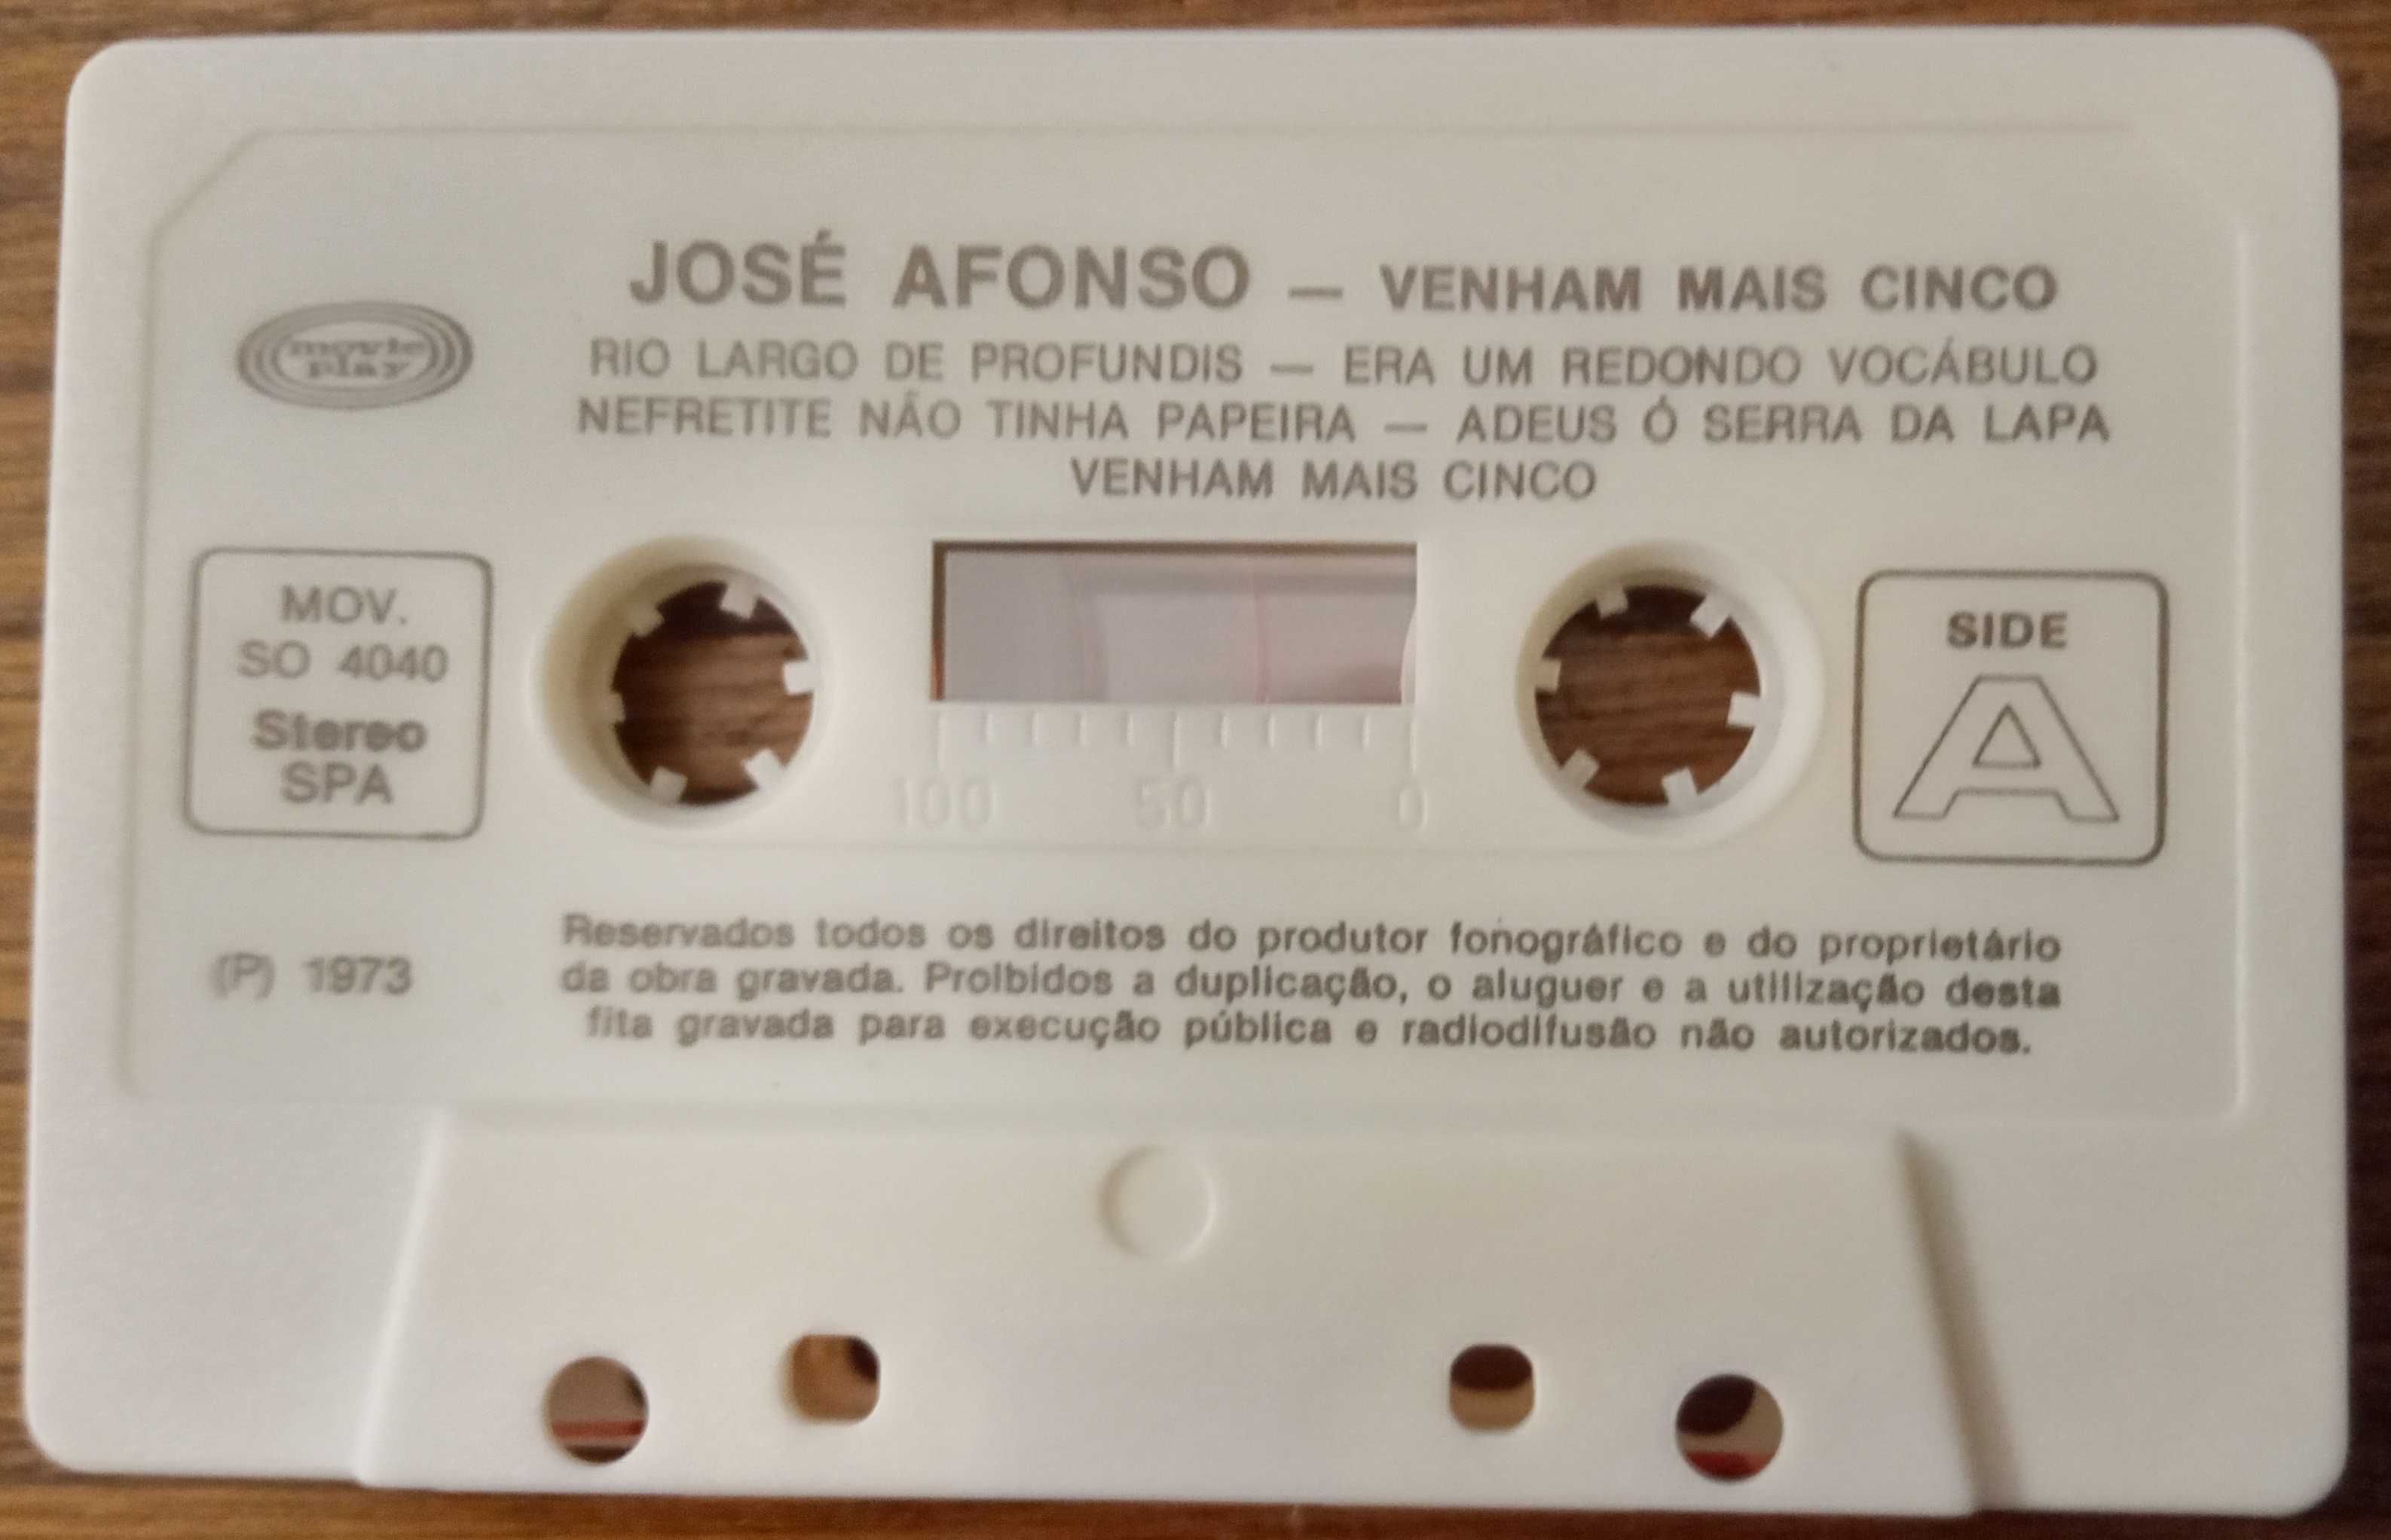 JOSÉ AFONSO — VENHAM MAIS CINCO
RIO LARGO DE PROFUNDIS — ERA UM REDONDO VOCÁBULO
NEFRETITE NÃO TINHA PAPEIRA — ADEUS Ó SERRA DA LAPA
VENHAM MAIS CINCO
movie
play
MOV.
SO 4040
Stereo
SPA
100 50 0
SIDE
A
(P) 1973
Reservados todos os direitos do produtor fonográfico e do proprietário
da obra gravada. Proibidos a duplicação, o aluguer e a utilização desta
fita gravada para execução pública e radiodifusão não autorizados.